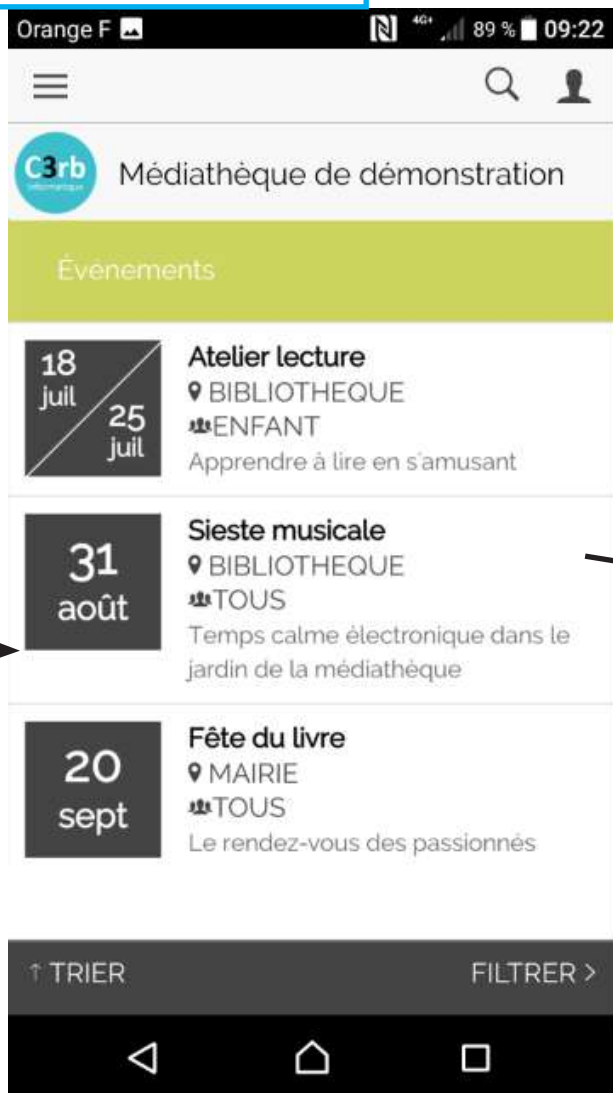 Orange F 4G+ 89 % 09:22
C3rb
informatique
Médiathèque de démonstration
Événements
18
juil
25
juil
Atelier lecture
BIBLIOTHEQUE
ENFANT
Apprendre à lire en s'amusant
31
août
Sieste musicale
BIBLIOTHEQUE
TOUS
Temps calme électronique dans le
jardin de la médiathèque
20
sept
Fête du livre
MAIRIE
TOUS
Le rendez-vous des passionnés
↑ TRIER FILTRER >